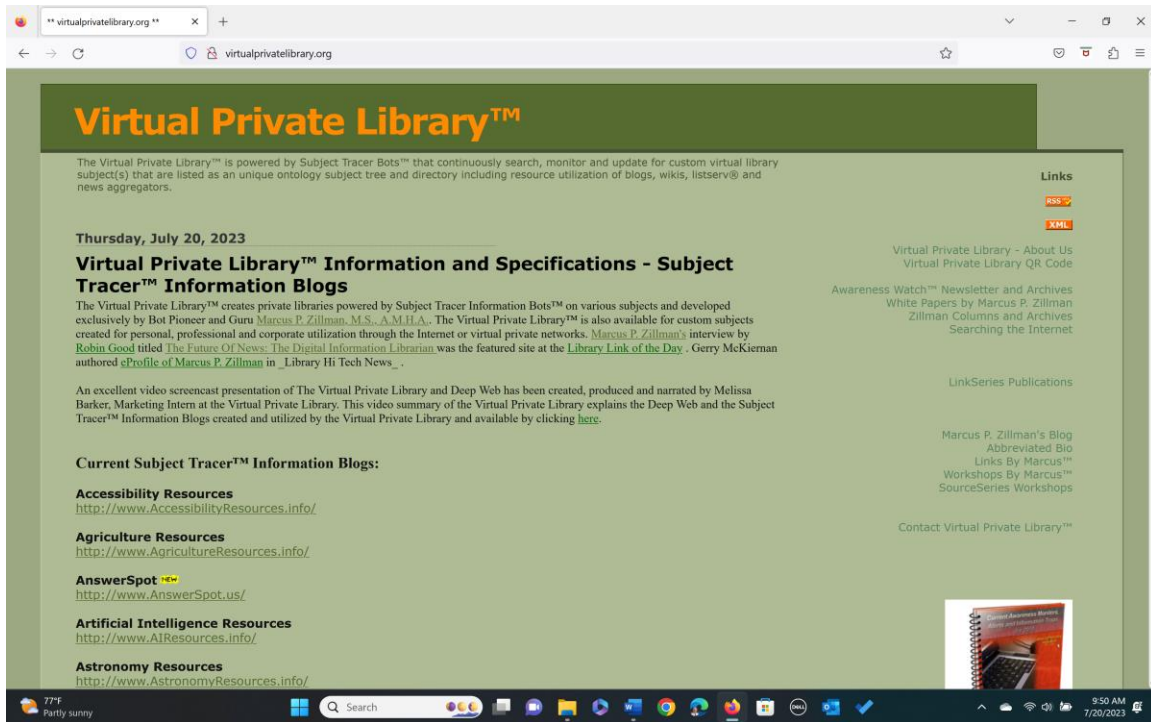 ** virtualprivatelibrary.org **
virtualprivatelibrary.org
Virtual Private Library™
The Virtual Private Library™ is powered by Subject Tracer Bots™ that continuously search, monitor and update for custom virtual library
subject(s) that are listed as an unique ontology subject tree and directory including resource utilization of blogs, wikis, listserv® and
news aggregators.
Thursday, July 20, 2023
Virtual Private Library™ Information and Specifications - Subject
Tracer™ Information Blogs
The Virtual Private Library™ creates private libraries powered by Subject Tracer Information Bots™ on various subjects and developed
exclusively by Bot Pioneer and Guru Marcus P. Zillman, M.S., A.M.H.A.. The Virtual Private Library™ is also available for custom subjects
created for personal, professional and corporate utilization through the Internet or virtual private networks. Marcus P. Zillman's interview by
Robin Good titled The Future Of News: The Digital Information Librarian was the featured site at the Library Link of the Day . Gerry McKiernan
authored eProfile of Marcus P. Zillman in _Library Hi Tech News_ .
An excellent video screencast presentation of The Virtual Private Library and Deep Web has been created, produced and narrated by Melissa
Barker, Marketing Intern at the Virtual Private Library. This video summary of the Virtual Private Library explains the Deep Web and the Subject
Tracer™ Information Blogs created and utilized by the Virtual Private Library and available by clicking here.
Current Subject Tracer™ Information Blogs:
Accessibility Resources
http://www.AccessibilityResources.info/
Agriculture Resources
http://www.AgricultureResources.info/
AnswerSpot NEW
http://www.AnswerSpot.us/
Artificial Intelligence Resources
http://www.AIResources.info/
Astronomy Resources
http://www.AstronomyResources.info/
Links
RSS
XML
Virtual Private Library - About Us
Virtual Private Library QR Code
Awareness Watch™ Newsletter and Archives
White Papers by Marcus P. Zillman
Zillman Columns and Archives
Searching the Internet
LinkSeries Publications
Marcus P. Zillman's Blog
Abbreviated Bio
Links By Marcus™
Workshops By Marcus™
SourceSeries Workshops
Contact Virtual Private Library™
Current Awareness Monitors
77°F
Partly sunny
Search
DELL
9:50 AM
7/20/2023